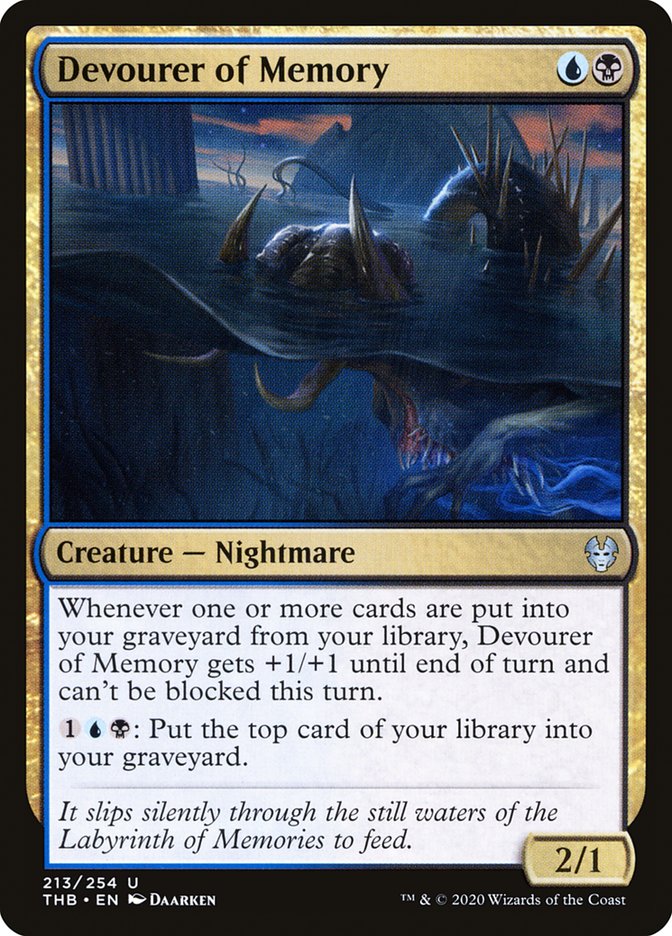 Devourer of Memory
Creature — Nightmare
Whenever one or more cards are put into
your graveyard from your library, Devourer
of Memory gets +1/+1 until end of turn and
can't be blocked this turn.
1: Put the top card of your library into
your graveyard.
It slips silently through the still waters of the
Labyrinth of Memories to feed.
2/1
213/254 U
THB • EN Daarken
™ & © 2020 Wizards of the Coast